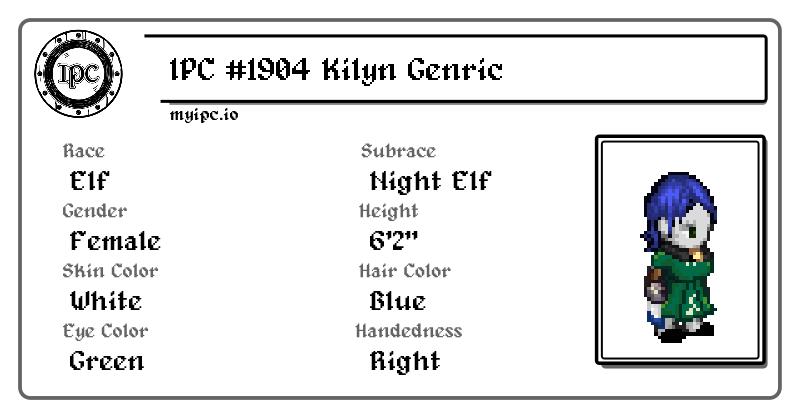 IPC
IPC #1904 Kilyn Genric
myipc.io
Race
Elf
Subrace
Night Elf
Gender
Female
Height
6'2"
Skin Color
White
Hair Color
Blue
Eye Color
Green
Handedness
Right